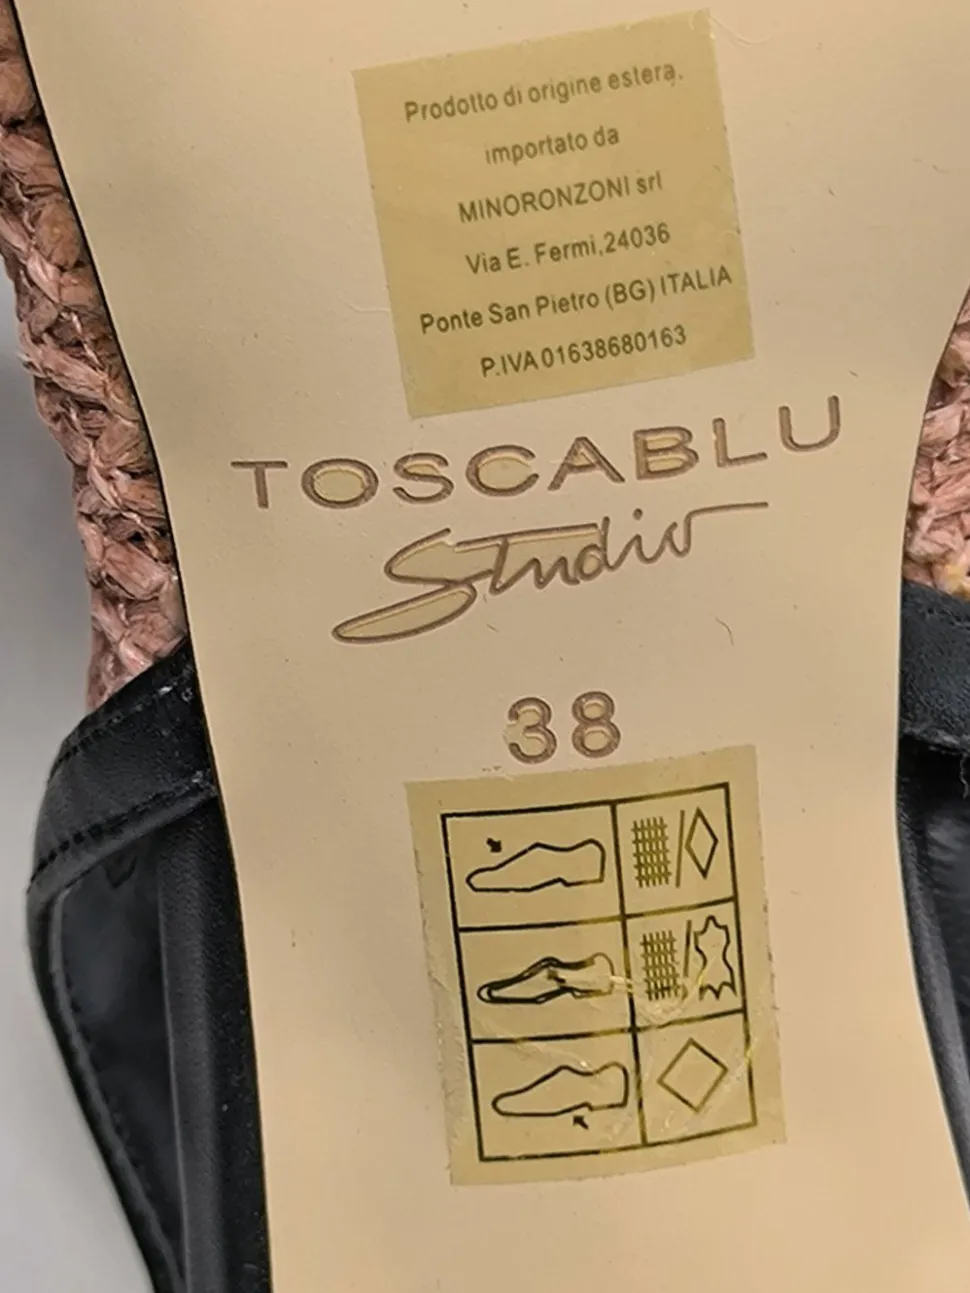 Prodotto di origine estera,
importato da
MINORONZONI srl
Via E. Fermi,24036
Ponte San Pietro (BG) ITALIA
P.IVA 01638680163
TOSCABLU
Studio
38